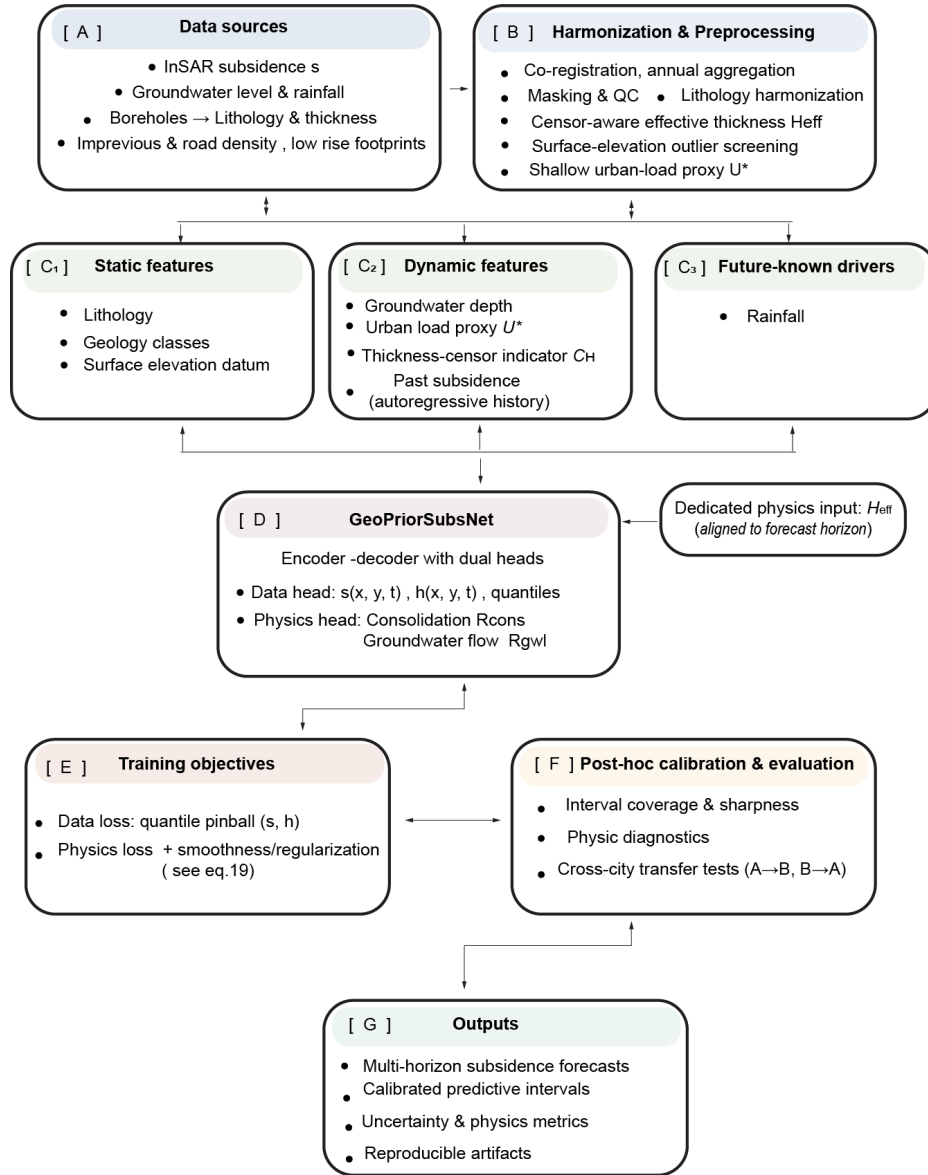 [ A ] Data sources
• InSAR subsidence s
• Groundwater level & rainfall
• Boreholes → Lithology & thickness
• Imprevious & road density , low rise footprints
[ B ] Harmonization & Preprocessing
• Co-registration, annual aggregation
• Masking & QC • Lithology harmonization
• Censor-aware effective thickness Heff
• Surface-elevation outlier screening
• Shallow urban-load proxy U*
[ C₁ ] Static features
• Lithology
• Geology classes
• Surface elevation datum
[ C₂ ] Dynamic features
• Groundwater depth
• Urban load proxy U*
• Thickness-censor indicator CH
• Past subsidence
(autoregressive history)
[ C₃ ] Future-known drivers
• Rainfall
[ D ] GeoPriorSubsNet
Encoder -decoder with dual heads
• Data head: s(x, y, t) , h(x, y, t) , quantiles
• Physics head: Consolidation Rcons
Groundwater flow Rgwl
Dedicated physics input: Heff
(aligned to forecast horizon)
[ E ] Training objectives
• Data loss: quantile pinball (s, h)
• Physics loss + smoothness/regularization
( see eq.19)
[ F ] Post-hoc calibration & evaluation
• Interval coverage & sharpness
• Physic diagnostics
• Cross-city transfer tests (A→B, B→A)
[ G ] Outputs
• Multi-horizon subsidence forecasts
• Calibrated predictive intervals
• Uncertainty & physics metrics
• Reproducible artifacts